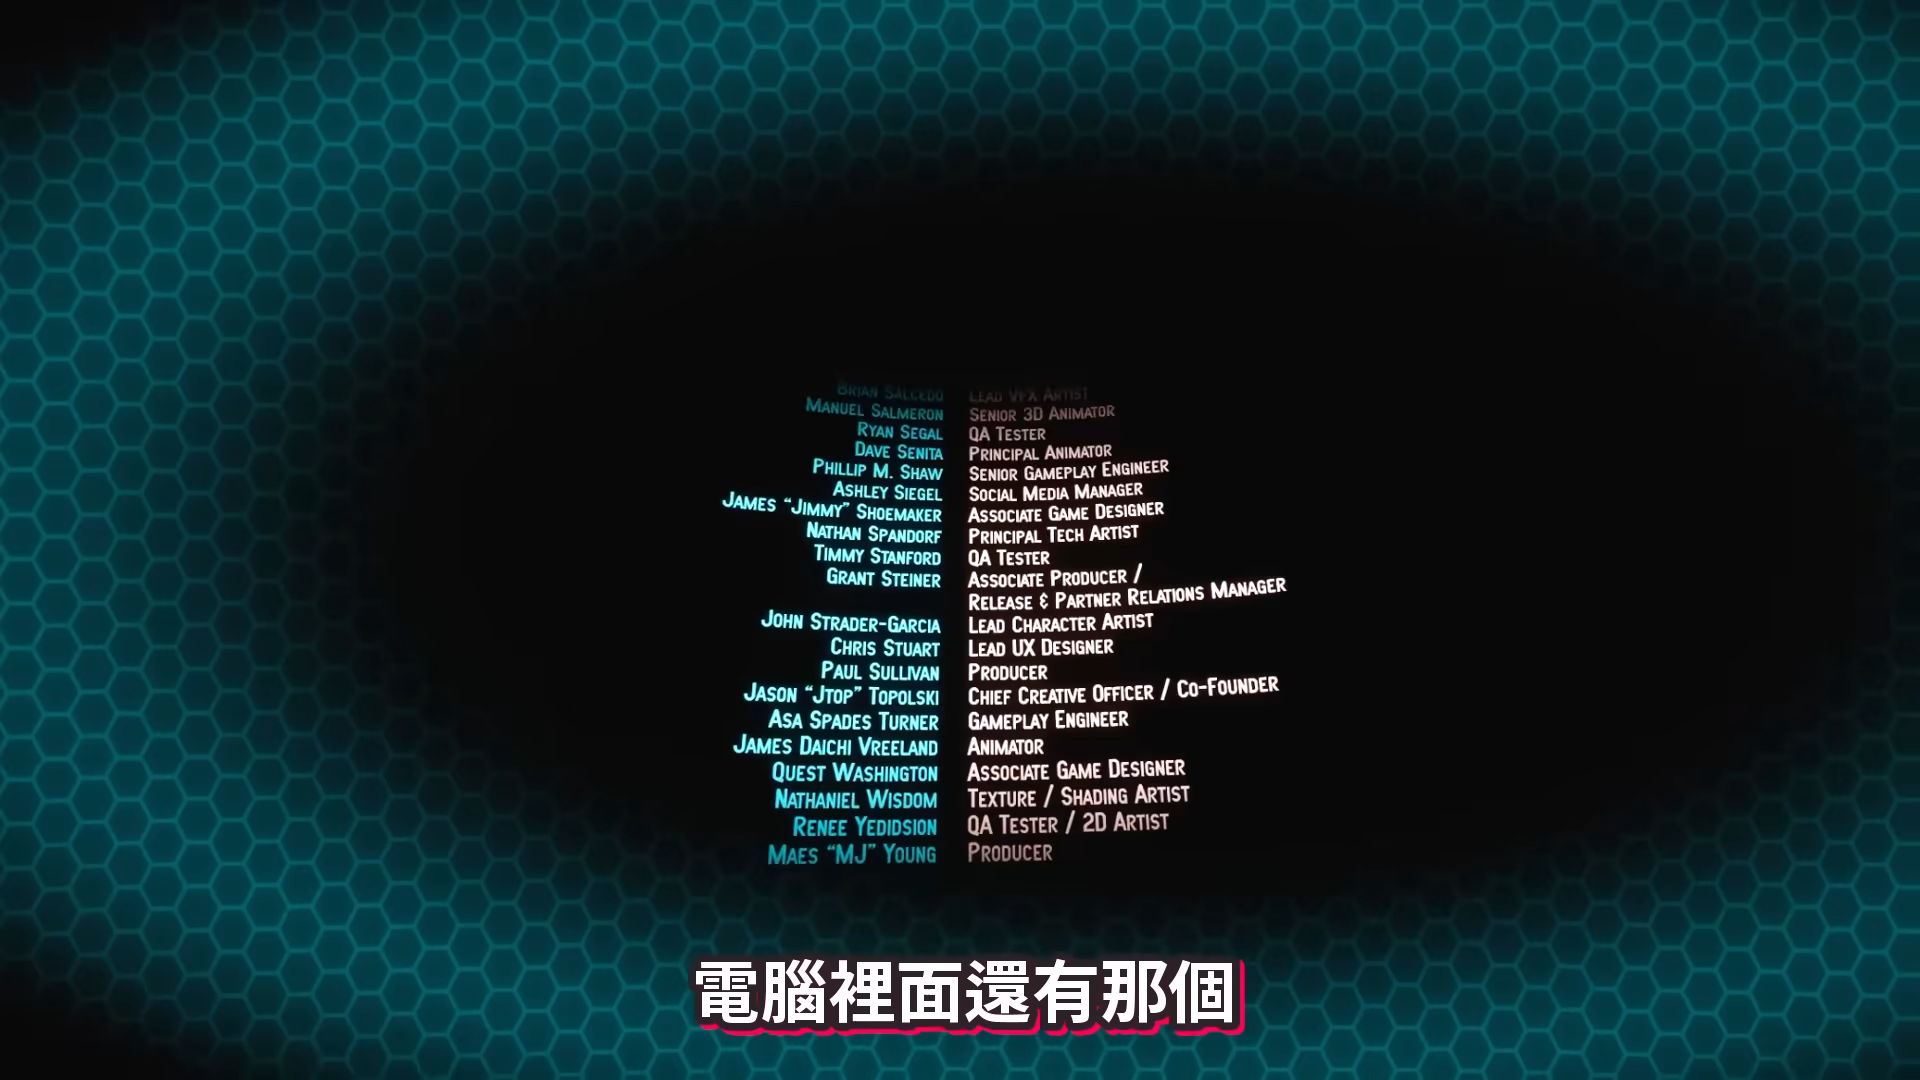 Brian Salcedo Lead VFX Artist
Manuel Salmeron Senior 3D Animator
Ryan Segal QA Tester
Dave Senita Principal Animator
Phillip M. Shaw Senior Gameplay Engineer
Ashley Siegel Social Media Manager
James “Jimmy” Shoemaker Associate Game Designer
Nathan Spandorf Principal Tech Artist
Timmy Stanford QA Tester
Grant Steiner Associate Producer /
Release & Partner Relations Manager
John Strader-Garcia Lead Character Artist
Chris Stuart Lead UX Designer
Paul Sullivan Producer
Jason “Jtop” Topolski Chief Creative Officer / Co-Founder
Asa Spades Turner Gameplay Engineer
James Daichi Vreeland Animator
Quest Washington Associate Game Designer
Nathaniel Wisdom Texture / Shading Artist
Renee Yedidsion QA Tester / 2D Artist
Maes “MJ” Young Producer
電腦裡面還有那個